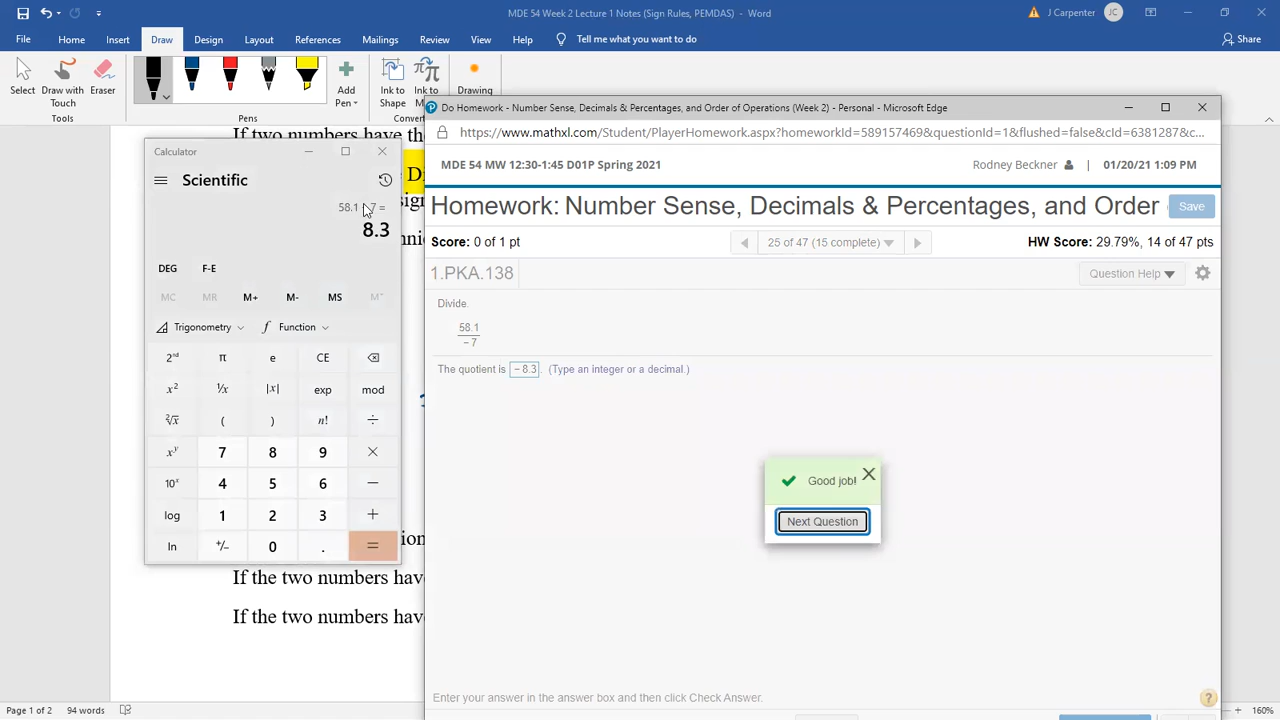 MDE 54 Week 2 Lecture 1 Notes (Sign Rules, PEMDAS) - Word
J Carpenter JC
File Home Insert Draw Design Layout References Mailings Review View Help Tell me what you want to do Share
Select Draw with Touch Eraser Add Pen Ink to Shape Ink to Drawing
Tools Pens Convert
If two numbers have the
Calculator
Scientific
58.1 7 =
8.3
DEG F-E
MC MR M+ M- MS
Trigonometry Function
2ⁿᵈ π e CE
x² ¹/x |x| exp mod
²√x ( ) n! ÷
xʸ 7 8 9 ×
10ˣ 4 5 6 −
log 1 2 3 +
ln +/− 0 . =
If the two numbers have
If the two numbers have
Do Homework - Number Sense, Decimals & Percentages, and Order of Operations (Week 2) - Personal - Microsoft Edge
https://www.mathxl.com/Student/PlayerHomework.aspx?homeworkId=589157469&questionId=1&flushed=false&cId=6381287&c...
MDE 54 MW 12:30-1:45 D01P Spring 2021 Rodney Beckner | 01/20/21 1:09 PM
Homework: Number Sense, Decimals & Percentages, and Order Save
Score: 0 of 1 pt 25 of 47 (15 complete) HW Score: 29.79%, 14 of 47 pts
1.PKA.138 Question Help
Divide.
58.1
− 7
The quotient is − 8.3 . (Type an integer or a decimal.)
Good job!
Next Question
Enter your answer in the answer box and then click Check Answer.
?
Page 1 of 2 94 words 160%